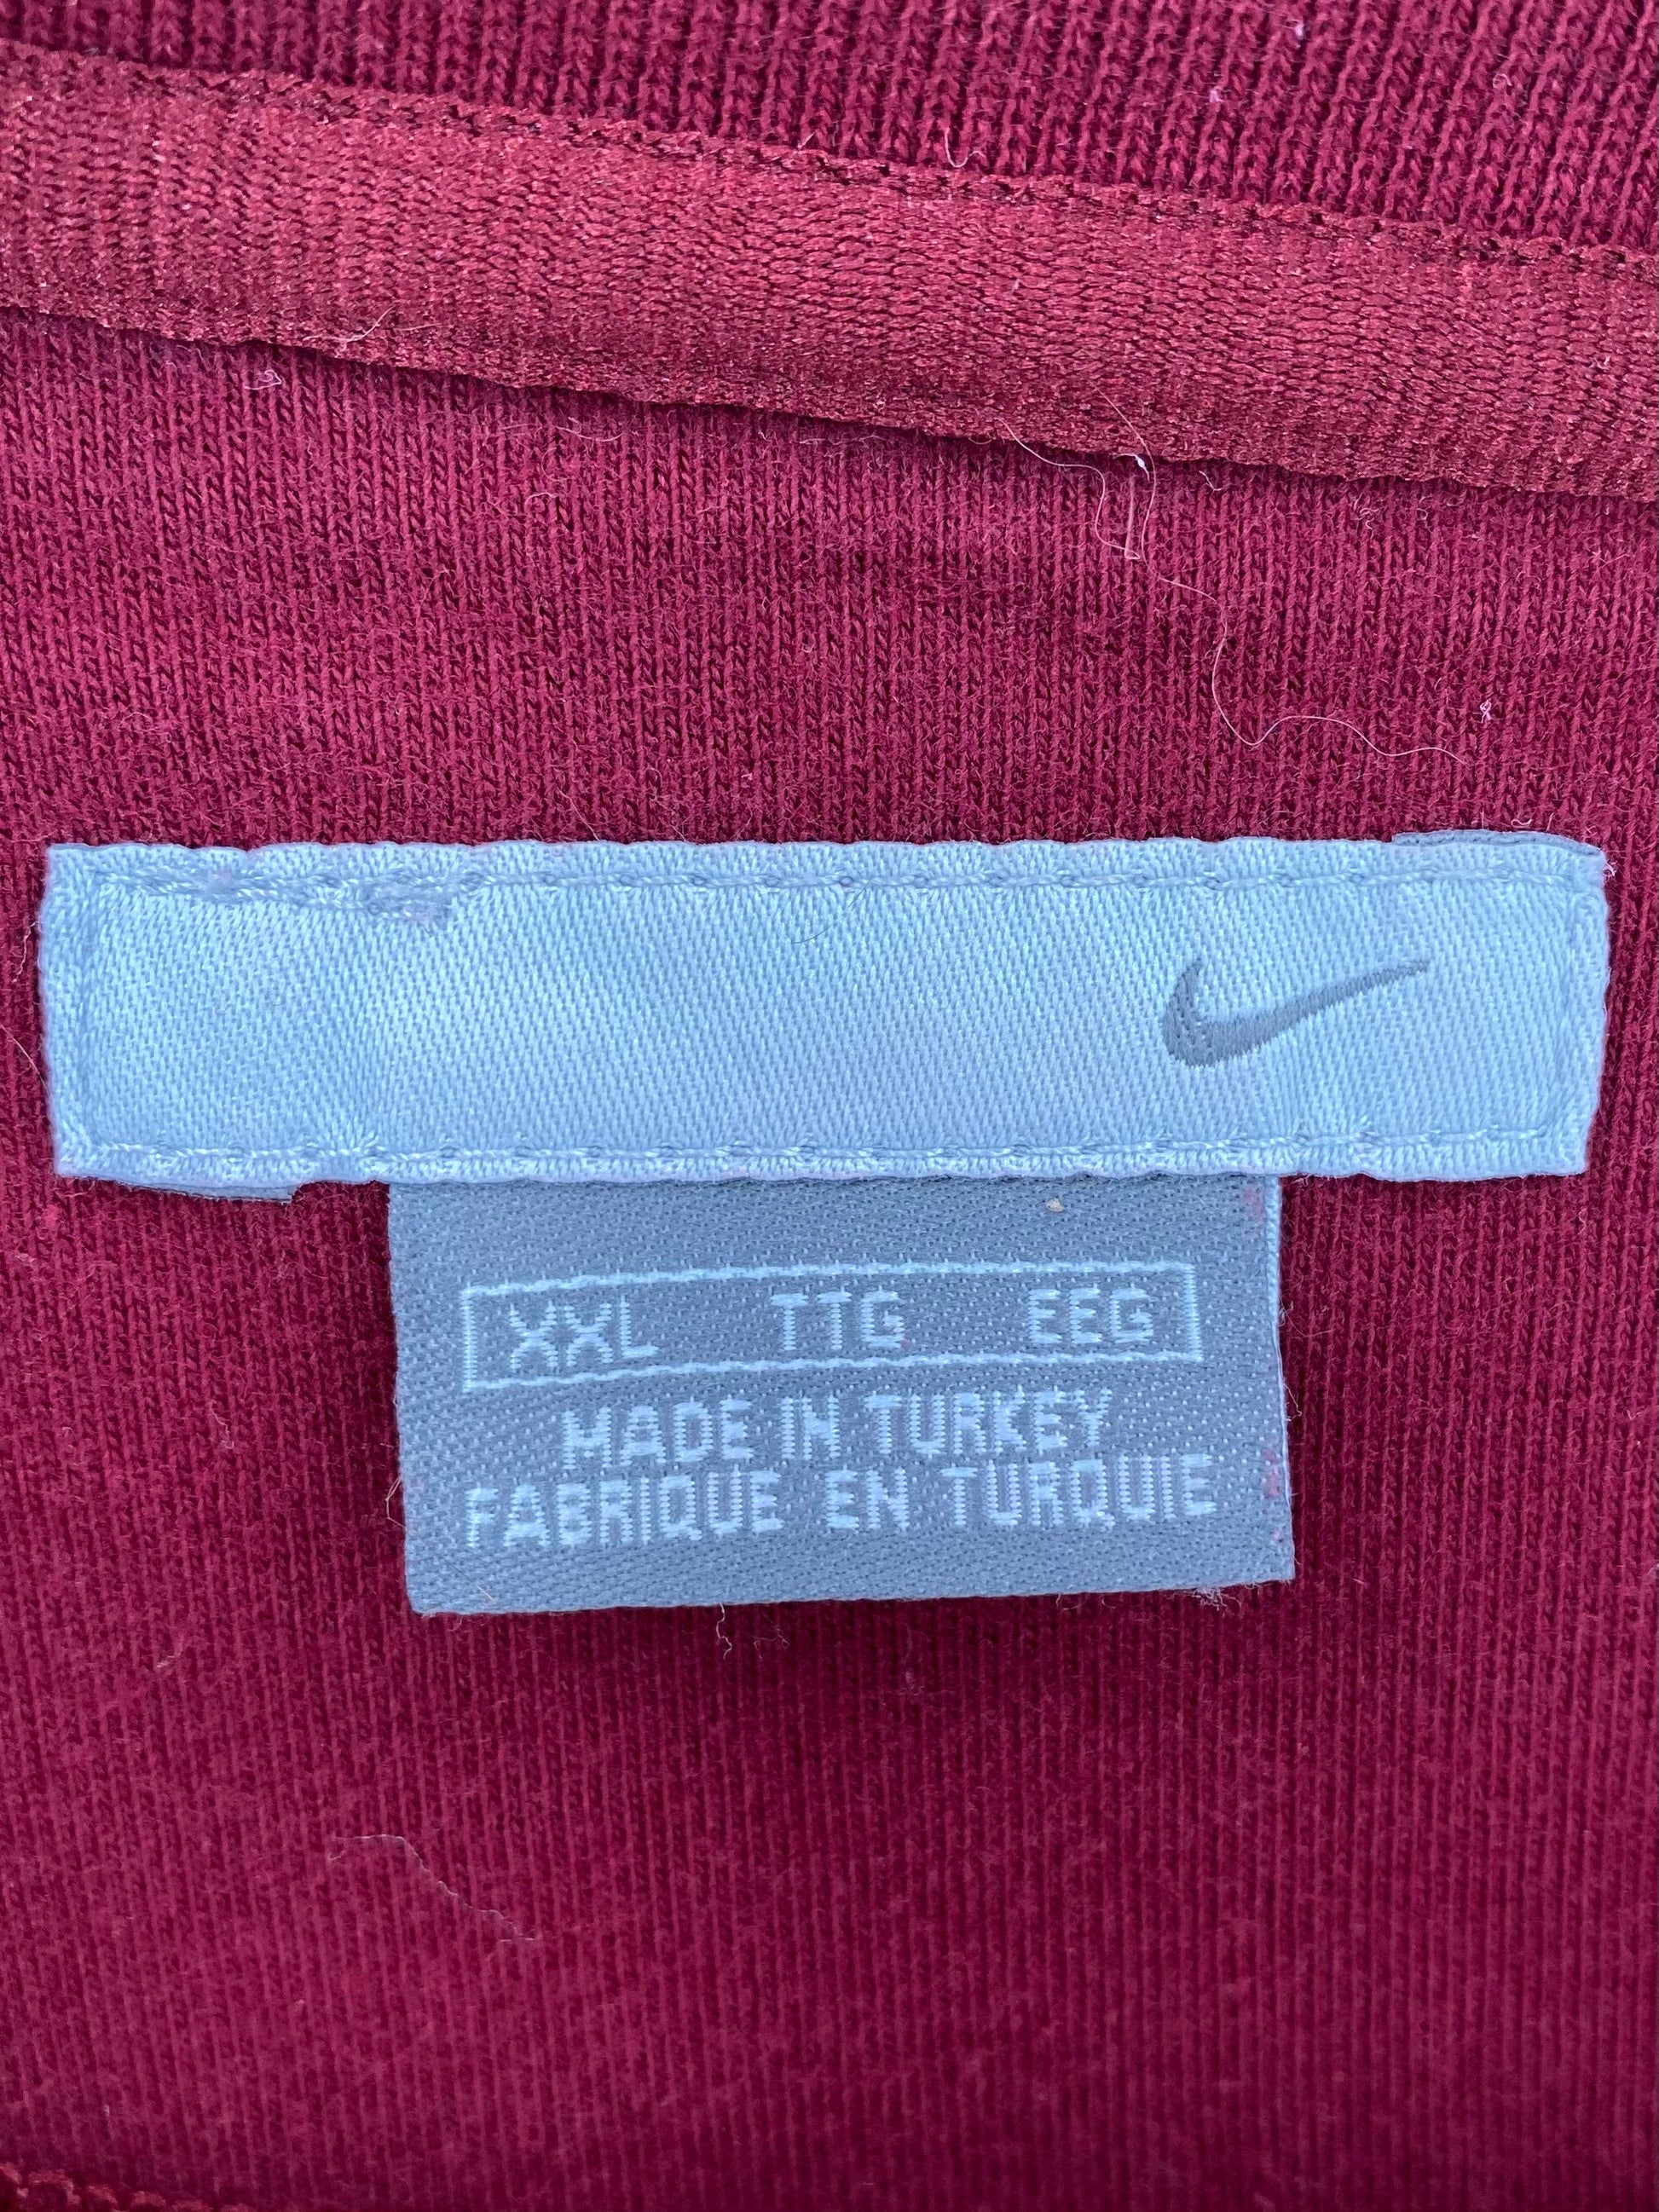 XXL TTG EEG
MADE IN TURKEY
FABRIQUE EN TURQUIE